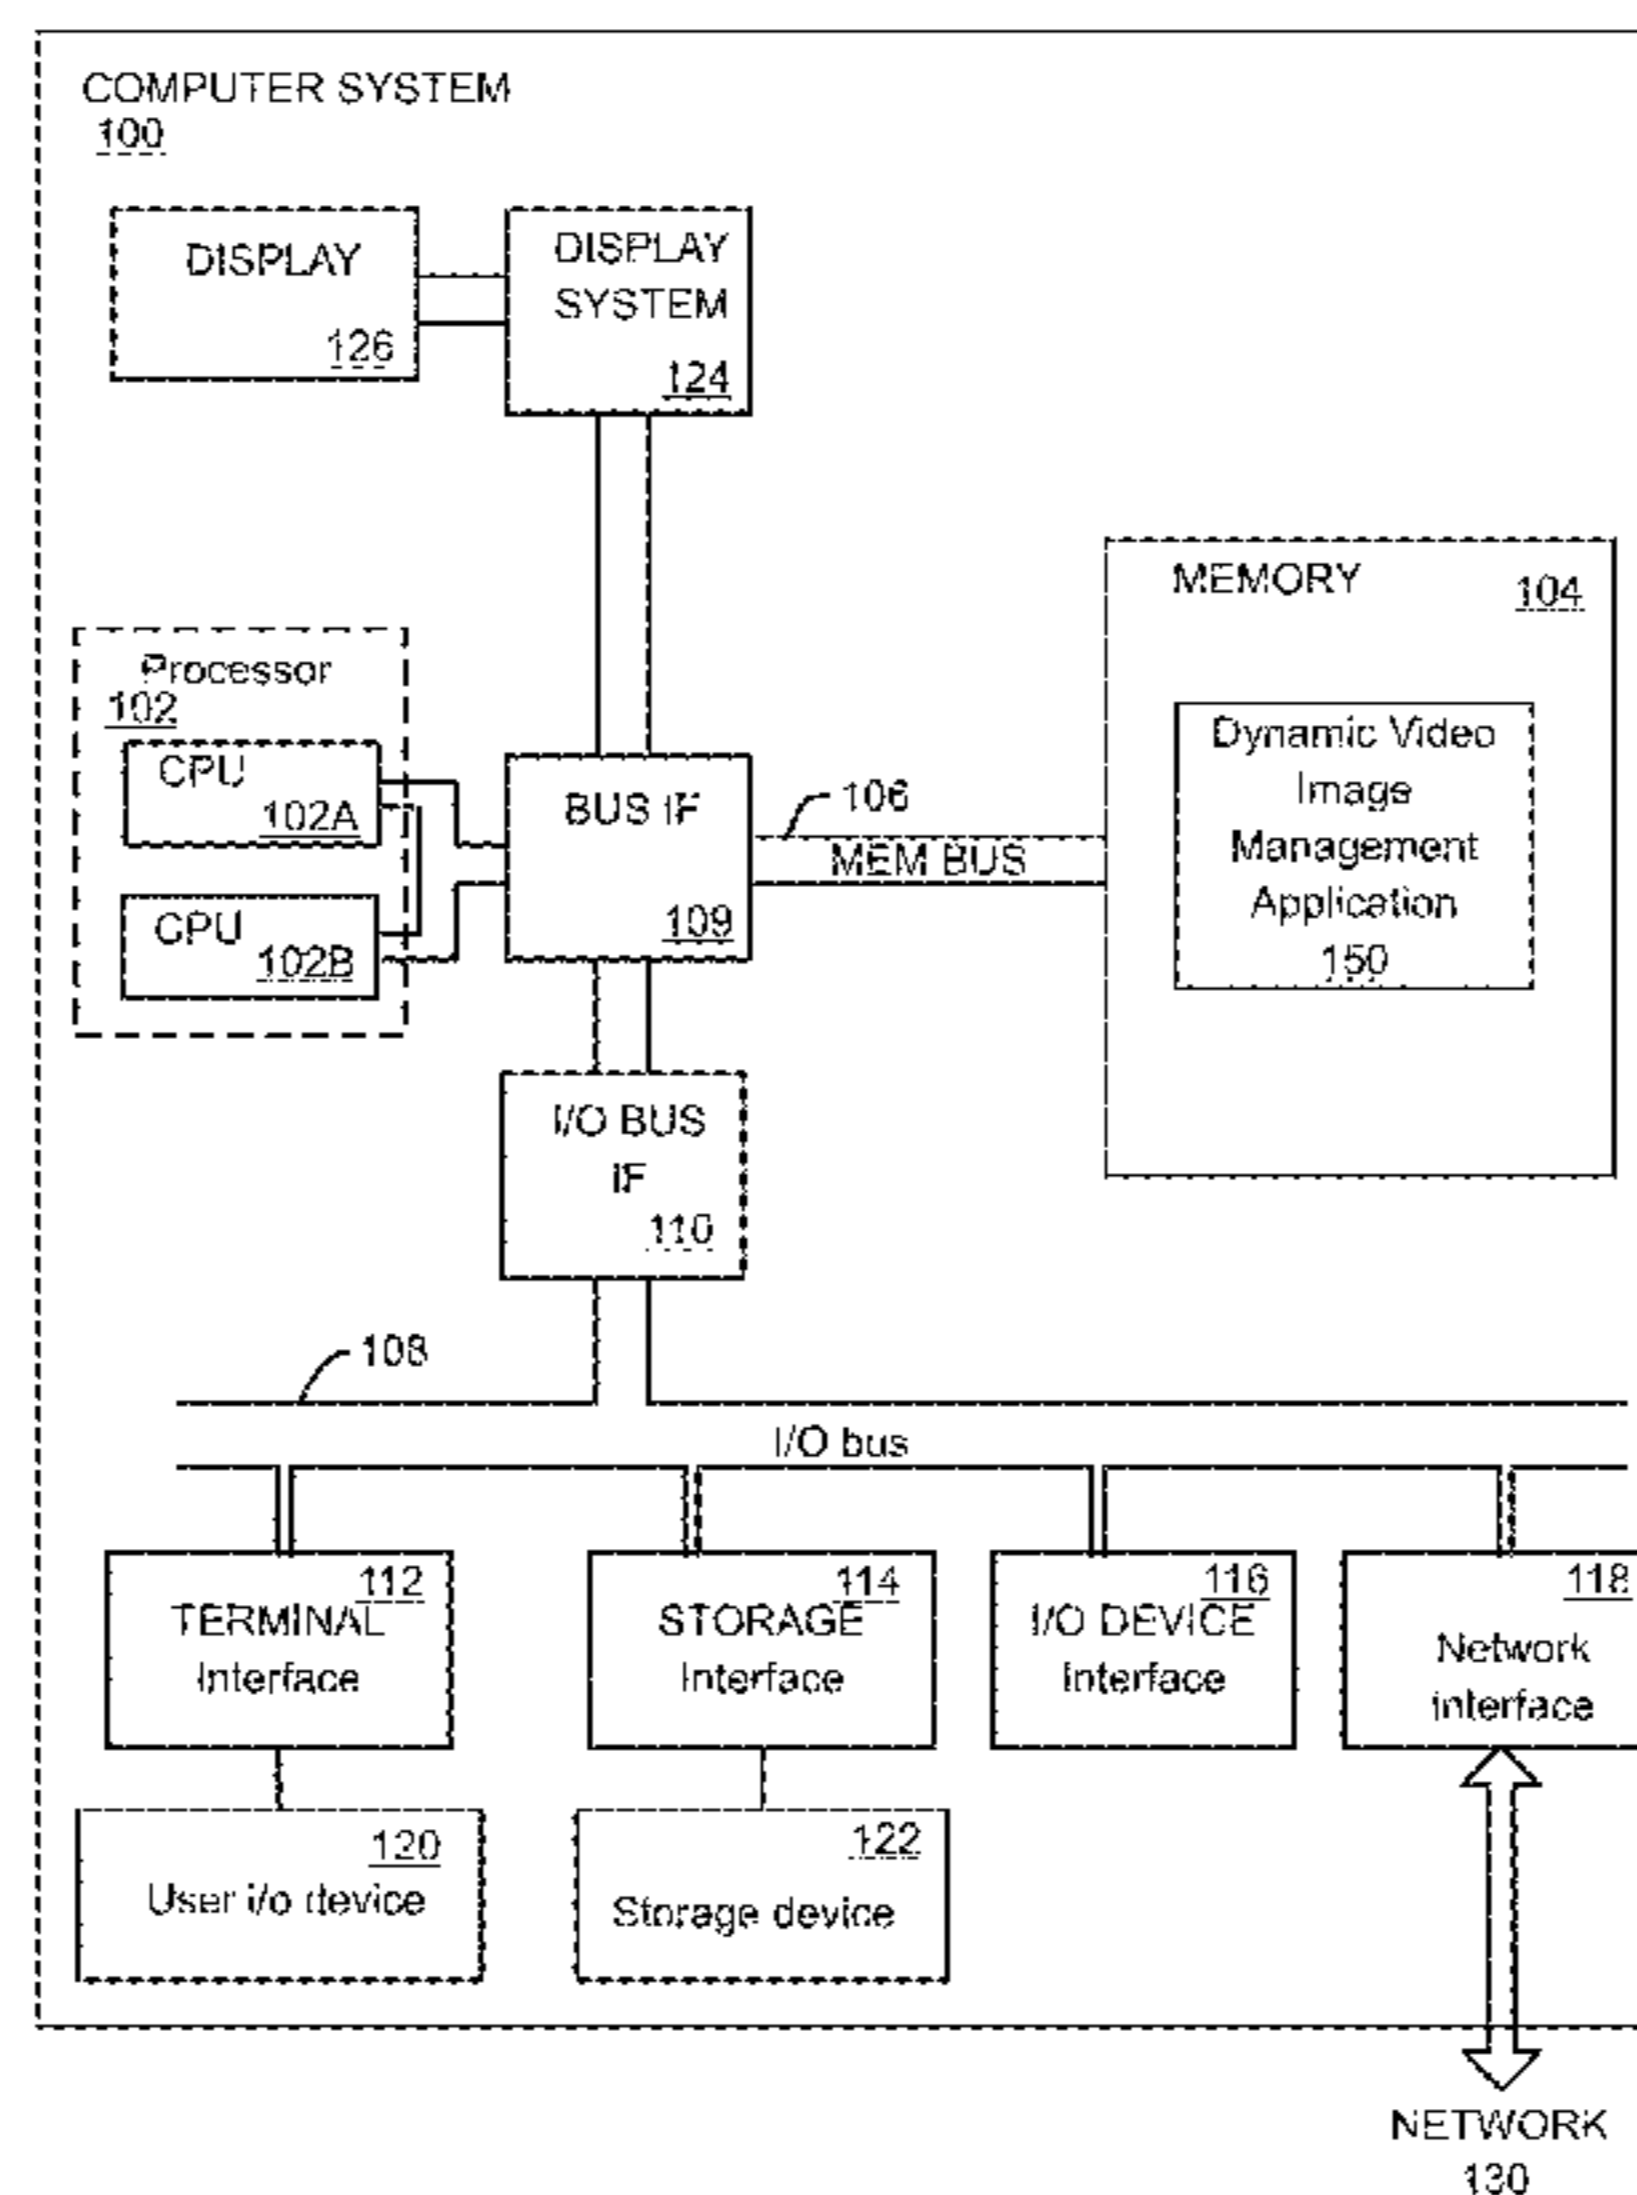 COMPUTER SYSTEM
100
DISPLAY
126
DISPLAY
SYSTEM
124
MEMORY
104
Processor
102
CPU
102A
CPU
102B
BUS IF
109
106
MEM BUS
Dynamic Video
Image
Management
Application
150
I/O BUS
IF
110
108
I/O bus
112
TERMINAL
Interface
114
STORAGE
Interface
116
I/O DEVICE
Interface
118
Network
interface
120
User i/o device
122
Storage device
NETWORK
130